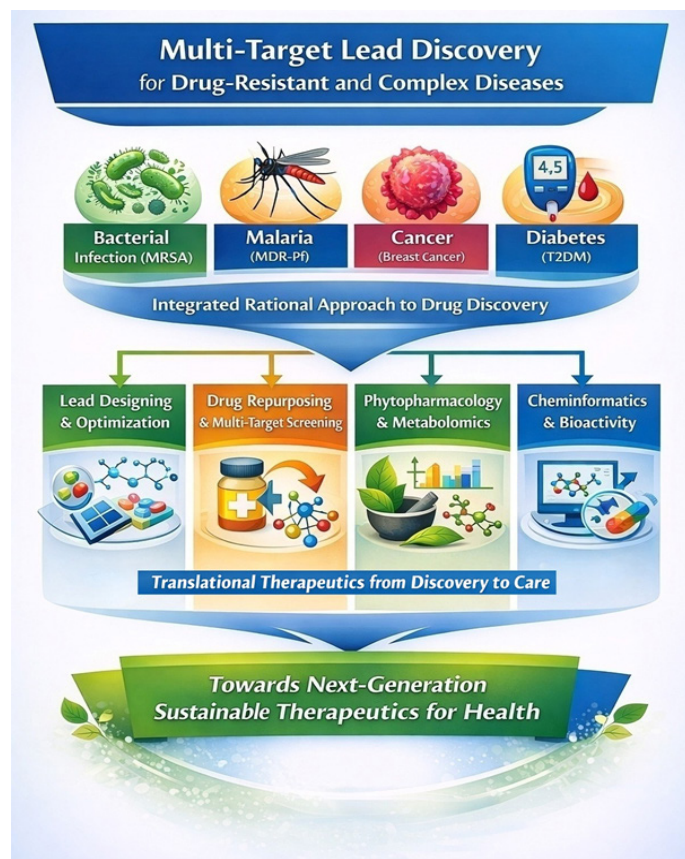 Multi-Target Lead Discovery
for Drug-Resistant and Complex Diseases
4,5
Bacterial
Infection (MRSA)
Malaria
(MDR-Pf)
Cancer
(Breast Cancer)
Diabetes
(T2DM)
Integrated Rational Approach to Drug Discovery
Lead Designing
& Optimization
Drug Repurposing
& Multi-Target Screening
Phytopharmacology
& Metabolomics
Cheminformatics
& Bioactivity
Translational Therapeutics from Discovery to Care
Towards Next-Generation
Sustainable Therapeutics for Health